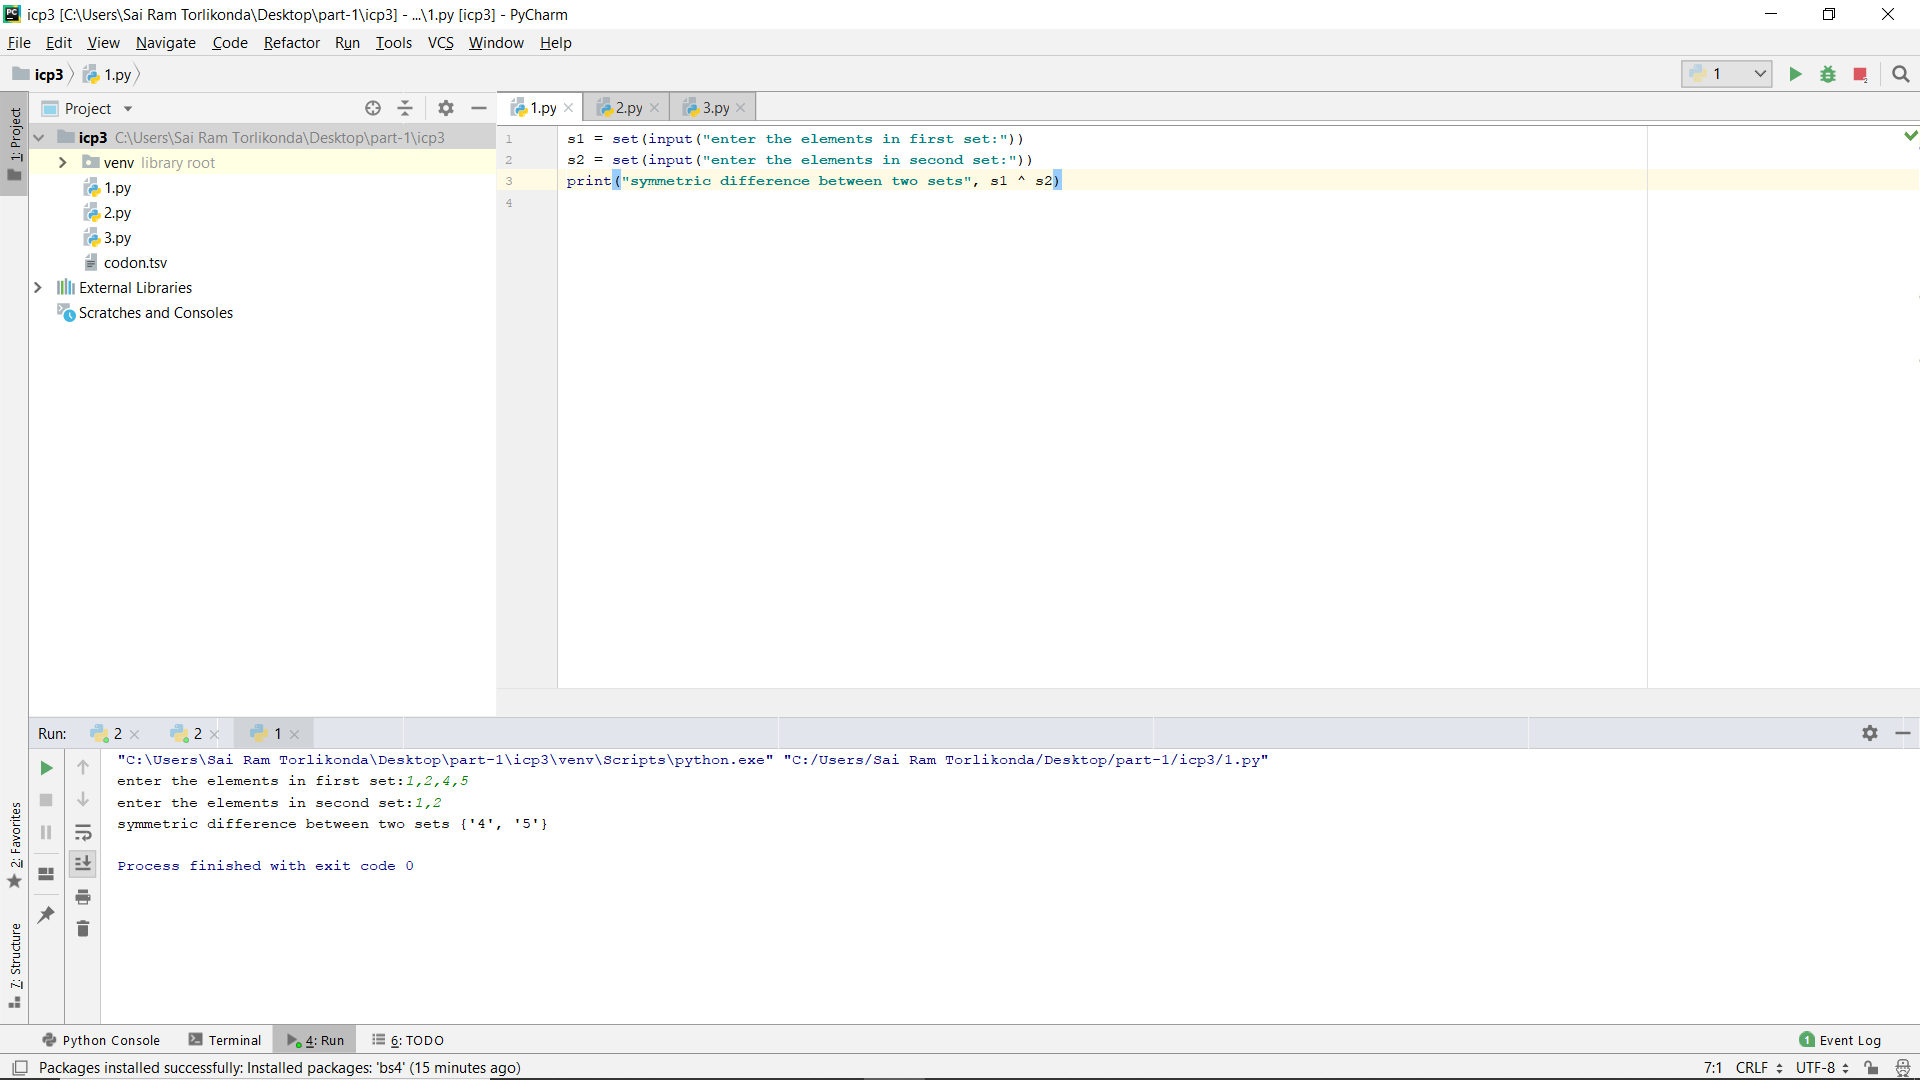 icp3 [C:\Users\Sai Ram Torlikonda\Desktop\part-1\icp3] - ...\1.py [icp3] - PyCharm
File Edit View Navigate Code Refactor Run Tools VCS Window Help
icp3 1.py 1
1: Project
Project
1.py 2.py 3.py
icp3 C:\Users\Sai Ram Torlikonda\Desktop\part-1\icp3
venv library root
1.py
2.py
3.py
codon.tsv
External Libraries
Scratches and Consoles
1 s1 = set(input("enter the elements in first set:"))
2 s2 = set(input("enter the elements in second set:"))
3 print("symmetric difference between two sets", s1 ^ s2)
4
Run: 2 2 1
"C:\Users\Sai Ram Torlikonda\Desktop\part-1\icp3\venv\Scripts\python.exe" "C:/Users/Sai Ram Torlikonda/Desktop/part-1/icp3/1.py"
enter the elements in first set:1,2,4,5
enter the elements in second set:1,2
symmetric difference between two sets {'4', '5'}
Process finished with exit code 0
2: Favorites
7: Structure
Python Console Terminal 4: Run 6: TODO 1 Event Log
Packages installed successfully: Installed packages: 'bs4' (15 minutes ago) 7:1 CRLF UTF-8